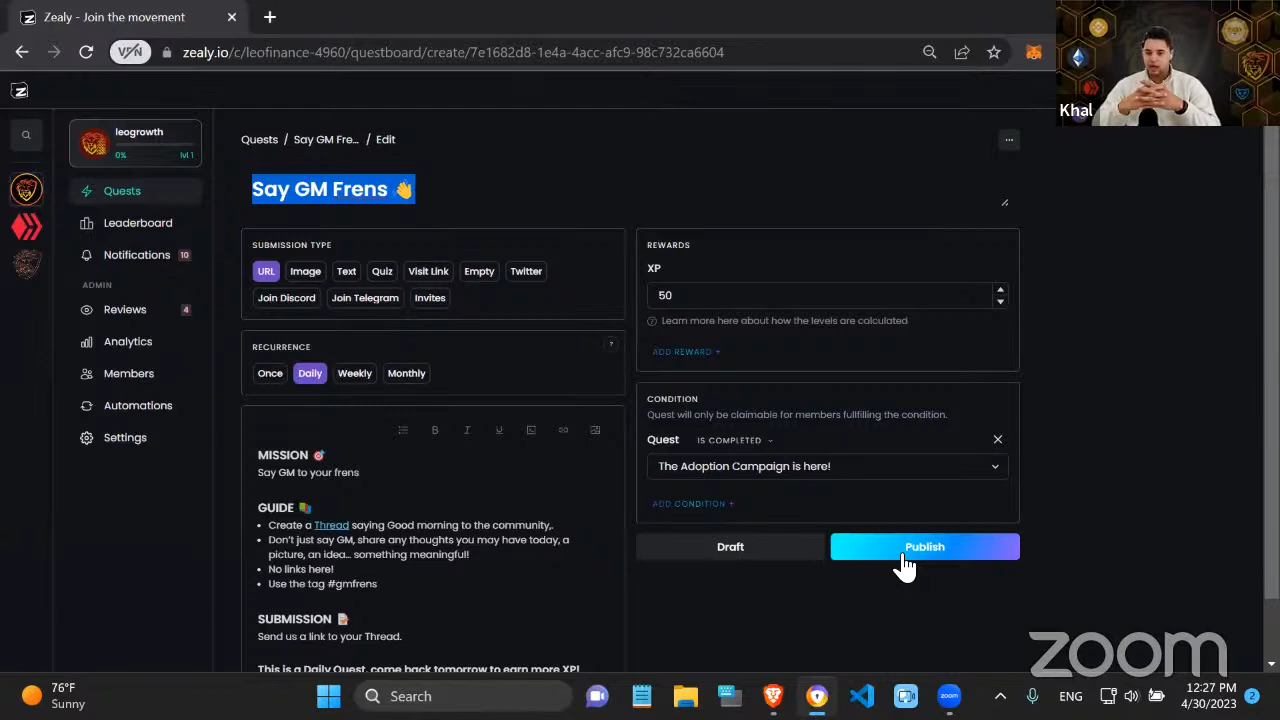 Zealy - Join the movement
VPN
zealy.io/c/leofinance-4960/questboard/create/7e1682d8-1e4a-4acc-afc9-98c732ca6604
Khal
leogrowth
0%
lvl 1
Quests
Leaderboard
Notifications 10
ADMIN
Reviews 4
Analytics
Members
Automations
Settings
Quests / Say GM Fre... / Edit
Say GM Frens 👋
SUBMISSION TYPE
URL Image Text Quiz Visit Link Empty Twitter
Join Discord Join Telegram Invites
RECURRENCE ?
Once Daily Weekly Monthly
B I U
MISSION 🎯
Say GM to your frens
GUIDE 📚
• Create a Thread saying Good morning to the community,.
• Don't just say GM, share any thoughts you may have today, a
picture, an idea... something meaningful!
• No links here!
• Use the tag #gmfrens
SUBMISSION 📝
Send us a link to your Thread.
This is a Daily Quest, come back tomorrow to earn more XP!
REWARDS
XP
50
? Learn more here about how the levels are calculated
ADD REWARD +
CONDITION
Quest will only be claimable for members fullfilling the condition.
Quest IS COMPLETED
The Adoption Campaign is here!
ADD CONDITION +
Draft
Publish
zoom
76°F
Sunny
Search
zoom
ENG
12:27 PM
4/30/2023
2